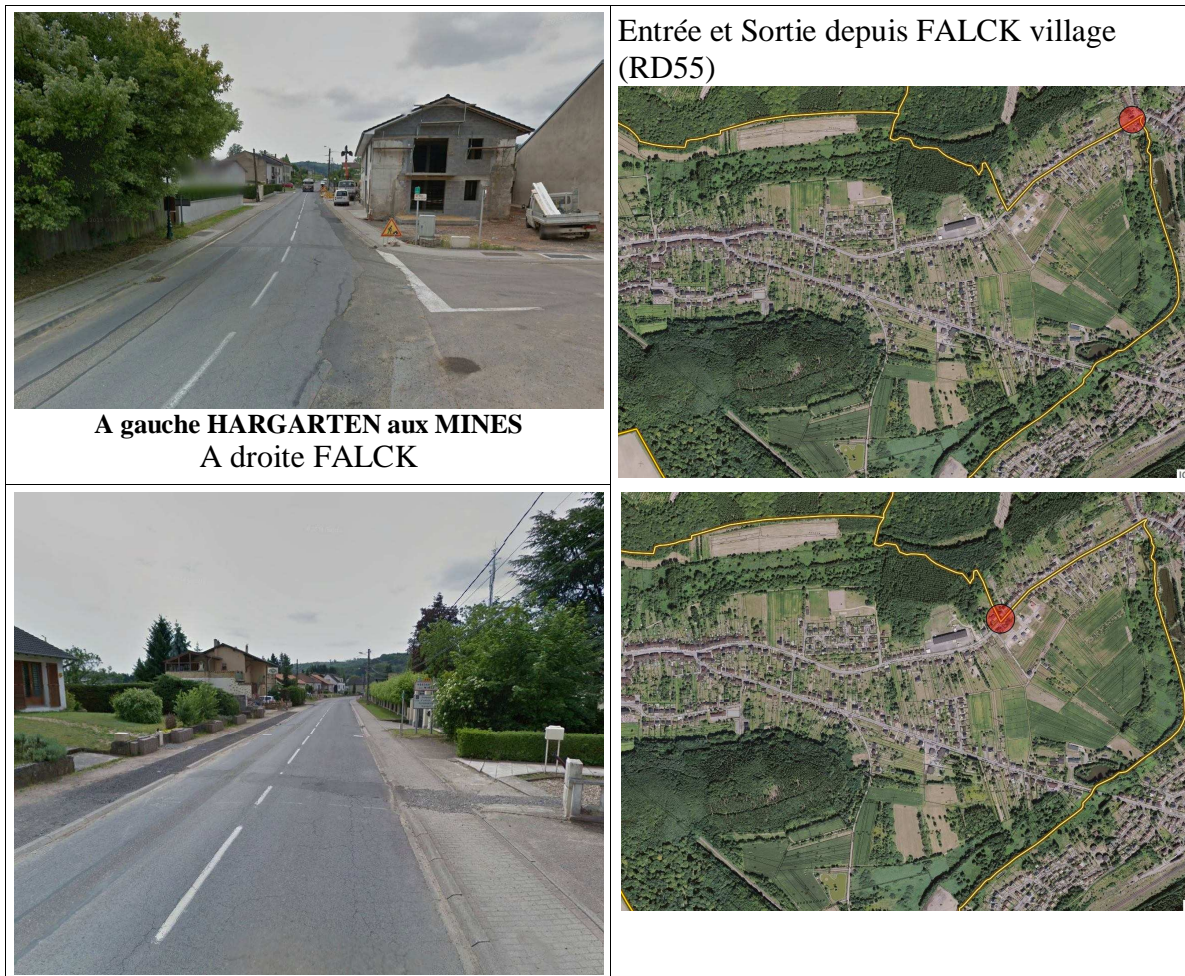 Entrée et Sortie depuis FALCK village
(RD55)
A gauche HARGARTEN aux MINES
A droite FALCK